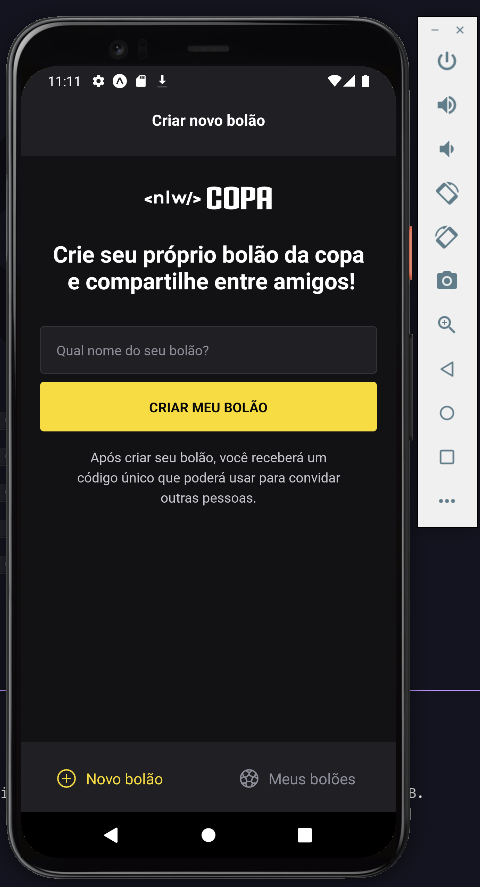 11:11
Criar novo bolão
<nlw/> COPA
Crie seu próprio bolão da copa
e compartilhe entre amigos!
Qual nome do seu bolão?
CRIAR MEU BOLÃO
Após criar seu bolão, você receberá um
código único que poderá usar para convidar
outras pessoas.
Novo bolão
Meus bolões